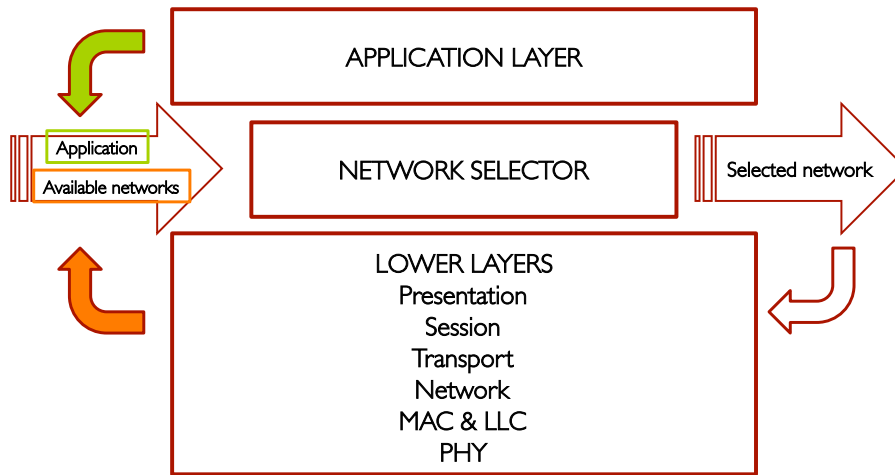 APPLICATION LAYER
Application
Available networks
NETWORK SELECTOR
Selected network
LOWER LAYERS
Presentation
Session
Transport
Network
MAC & LLC
PHY